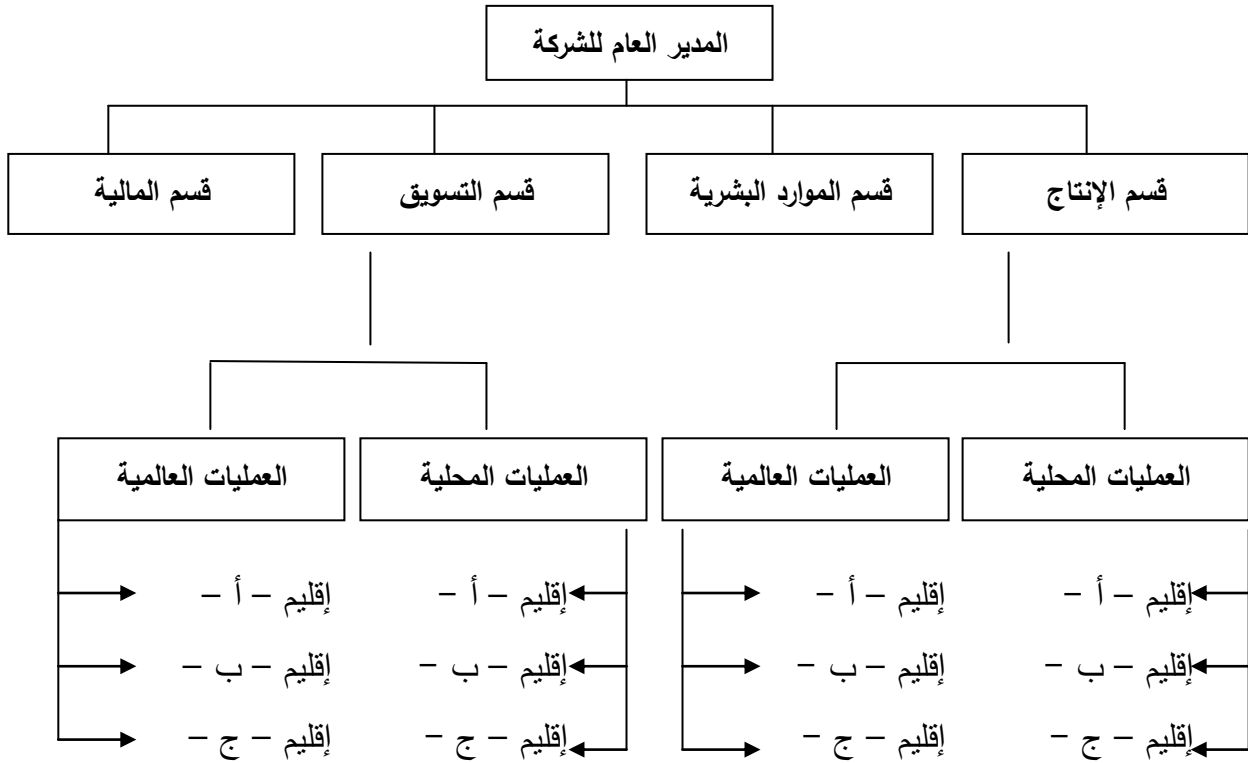 المدير العام للشركة
قسم الإنتاج
قسم الموارد البشرية
قسم التسويق
قسم المالية
العمليات المحلية
العمليات العالمية
العمليات المحلية
العمليات العالمية
إقليم – أ –
إقليم – أ –
إقليم – أ –
إقليم – أ –
إقليم – ب –
إقليم – ب –
إقليم – ب –
إقليم – ب –
إقليم – ج –
إقليم – ج –
إقليم – ج –
إقليم – ج –